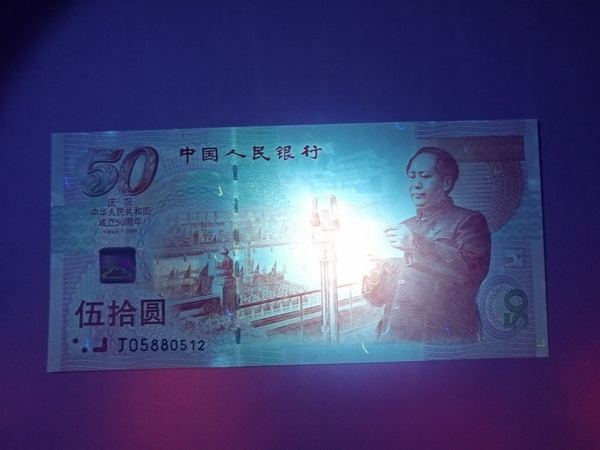 50
中国人民银行
庆祝
中华人民共和国
成立50周年
伍拾圆
J05880512
50